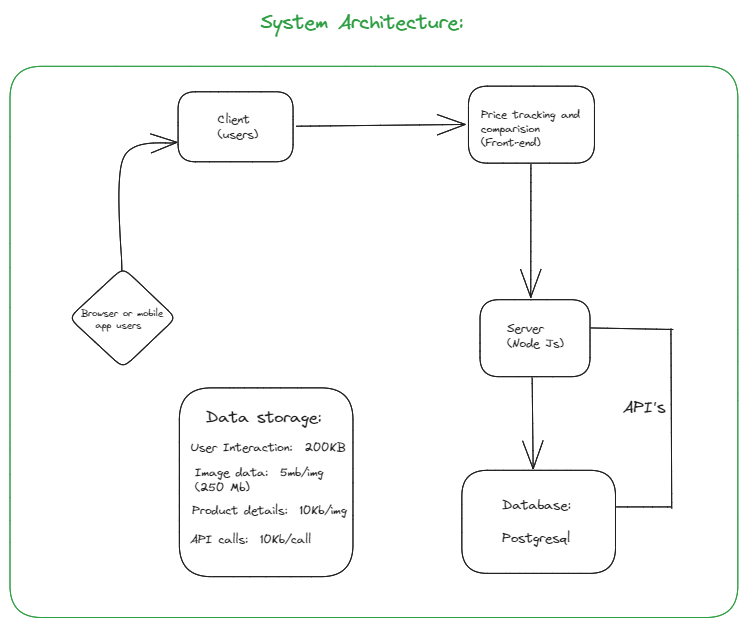 System Architecture:
Client
(users)
Price tracking and
comparision
(Front-end)
Browser or mobile
app users
Server
(Node Js)
API's
Data storage:
User Interaction: 200KB
Image data: 5mb/img
(250 Mb)
Product details: 10Kb/img
API calls: 10Kb/call
Database:
Postgresql